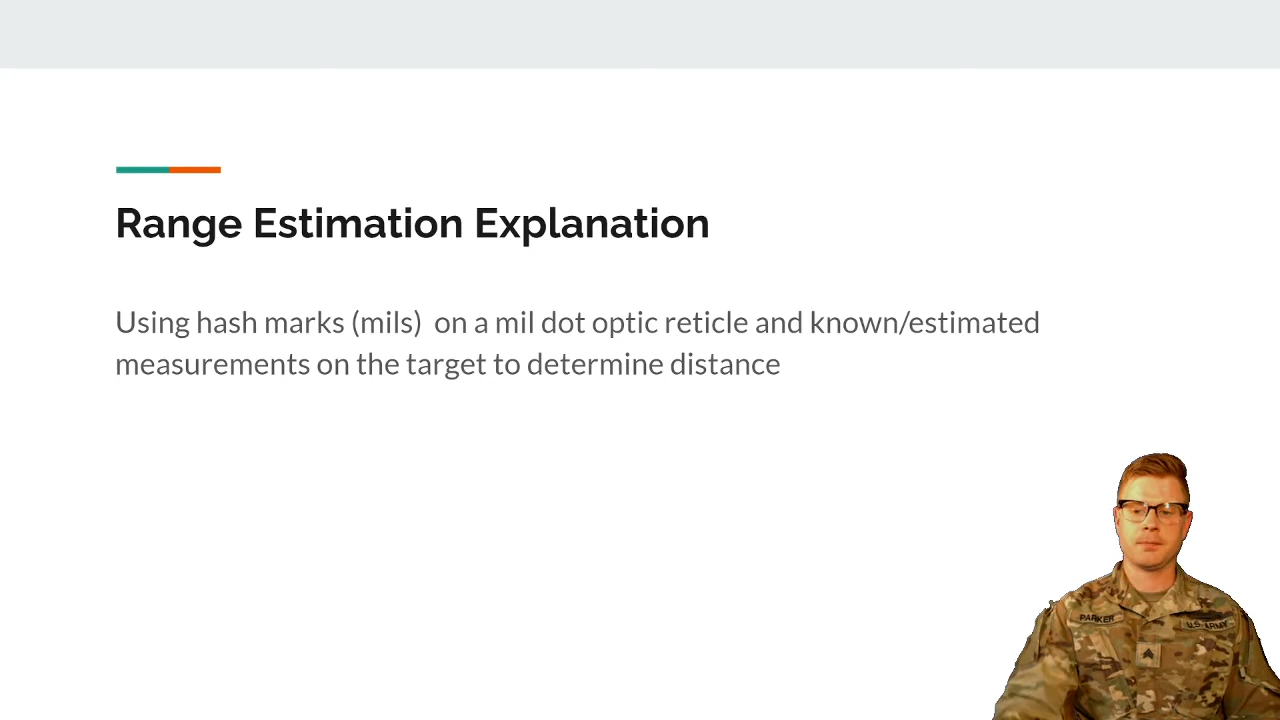 Range Estimation Explanation
Using hash marks (mils)  on a mil dot optic reticle and known/estimated
measurements on the target to determine distance
PARKER
U.S. ARMY